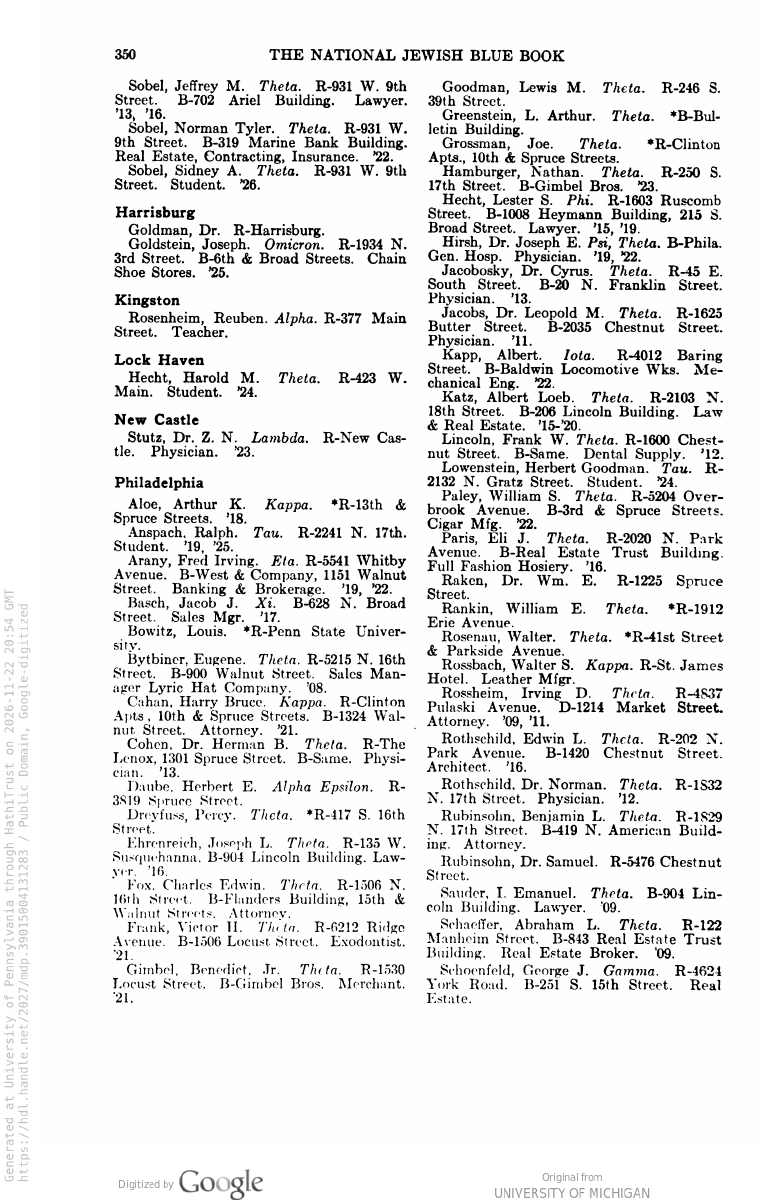 350
THE NATIONAL JEWISH BLUE BOOK
Sobel, Jeffrey M. Theta. R-931 W. 9th
Street. B-702 Ariel Building. Lawyer.
'13, '16.
Sobel, Norman Tyler. Theta. R-931 W.
9th Street. B-319 Marine Bank Building.
Real Estate, Contracting, Insurance. '22.
Sobel, Sidney A. Theta. R-931 W. 9th
Street. Student. '26.
Harrisburg
Goldman, Dr. R-Harrisburg.
Goldstein, Joseph. Omicron. R-1934 N.
3rd Street. B-6th & Broad Streets. Chain
Shoe Stores. '25.
Kingston
Rosenheim, Reuben. Alpha. R-377 Main
Street. Teacher.
Lock Haven
Hecht, Harold M. Theta. R-423 W.
Main. Student. '24.
New Castle
Stutz, Dr. Z. N. Lambda. R-New Cas-
tle. Physician. '23.
Philadelphia
Aloe, Arthur K. Kappa. *R-13th &
Spruce Streets. '18.
Anspach, Ralph. Tau. R-2241 N. 17th.
Student. '19, '25.
Arany, Fred Irving. Eta. R-5541 Whitby
Avenue. B-West & Company, 1151 Walnut
Street. Banking & Brokerage. '19, '22.
Basch, Jacob J. Xi. B-628 N. Broad
Street. Sales Mgr. '17.
Bowitz, Louis. *R-Penn State Univer-
sity.
Bytbiner, Eugene. Theta. R-5215 N. 16th
Street. B-900 Walnut Street. Sales Man-
ager Lyric Hat Company. '08.
Cahan, Harry Bruce. Kappa. R-Clinton
Apts., 10th & Spruce Streets. B-1324 Wal-
nut Street. Attorney. '21.
Cohen, Dr. Herman B. Theta. R-The
Lenox, 1301 Spruce Street. B-Same. Physi-
cian. '13.
Daube, Herbert E. Alpha Epsilon. R-
3819 Spruce Street.
Dreyfuss, Percy. Theta. *R-417 S. 16th
Street.
Ehrenreich, Joseph L. Theta. R-135 W.
Susquehanna. B-904 Lincoln Building. Law-
yer. '16.
Fox, Charles Edwin. Theta. R-1506 N.
16th Street. B-Flanders Building, 15th &
Walnut Streets. Attorney.
Frank, Victor H. Theta. R-6212 Ridge
Avenue. B-1506 Locust Street. Exodontist.
'21.
Gimbel, Benedict, Jr. Theta. R-1530
Locust Street. B-Gimbel Bros. Merchant.
'21.
Goodman, Lewis M. Theta. R-246 S.
39th Street.
Greenstein, L. Arthur. Theta. *B-Bul-
letin Building.
Grossman, Joe. Theta. *R-Clinton
Apts., 10th & Spruce Streets.
Hamburger, Nathan. Theta. R-250 S.
17th Street. B-Gimbel Bros. '23.
Hecht, Lester S. Phi. R-1603 Ruscomb
Street. B-1008 Heymann Building, 215 S.
Broad Street. Lawyer. '15, '19.
Hirsh, Dr. Joseph E. Psi, Theta. B-Phila.
Gen. Hosp. Physician. '19, '22.
Jacobosky, Dr. Cyrus. Theta. R-45 E.
South Street. B-20 N. Franklin Street.
Physician. '13.
Jacobs, Dr. Leopold M. Theta. R-1625
Butter Street. B-2035 Chestnut Street.
Physician. '11.
Kapp, Albert. Iota. R-4012 Baring
Street. B-Baldwin Locomotive Wks. Me-
chanical Eng. '22.
Katz, Albert Loeb. Theta. R-2103 N.
18th Street. B-206 Lincoln Building. Law
& Real Estate. '15-'20.
Lincoln, Frank W. Theta. R-1600 Chest-
nut Street. B-Same. Dental Supply. '12.
Lowenstein, Herbert Goodman. Tau. R-
2132 N. Gratz Street. Student. '24.
Paley, William S. Theta. R-5204 Over-
brook Avenue. B-3rd & Spruce Streets.
Cigar Mfg. '22.
Paris, Eli J. Theta. R-2020 N. Park
Avenue. B-Real Estate Trust Building.
Full Fashion Hosiery. '16.
Raken, Dr. Wm. E. R-1225 Spruce
Street.
Rankin, William E. Theta. *R-1912
Erie Avenue.
Rosenau, Walter. Theta. *R-41st Street
& Parkside Avenue.
Rossbach, Walter S. Kappa. R-St. James
Hotel. Leather Mfgr.
Rossheim, Irving D. Theta. R-4837
Pulaski Avenue. D-1214 Market Street.
Attorney. '09, '11.
Rothschild, Edwin L. Theta. R-202 N.
Park Avenue. B-1420 Chestnut Street.
Architect. '16.
Rothschild, Dr. Norman. Theta. R-1832
N. 17th Street. Physician. '12.
Rubinsohn, Benjamin L. Theta. R-1829
N. 17th Street. B-419 N. American Build-
ing. Attorney.
Rubinsohn, Dr. Samuel. R-5476 Chestnut
Street.
Sauder, I. Emanuel. Theta. B-904 Lin-
coln Building. Lawyer. '09.
Schaeffer, Abraham L. Theta. R-122
Manheim Street. B-843 Real Estate Trust
Building. Real Estate Broker. '09.
Schoenfeld, George J. Gamma. R-4624
York Road. B-251 S. 15th Street. Real
Estate.
Generated at University of Pennsylvania through HathiTrust on 2026-11-22 20:54 GMT
https://hdl.handle.net/2027/mdp.39015004131283 / Public Domain, Google-digitized
Digitized by Google
Original from
UNIVERSITY OF MICHIGAN